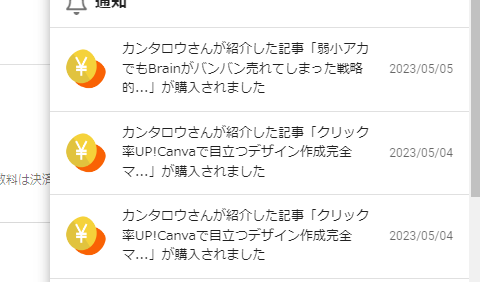 通知
カンタロウさんが紹介した記事「弱小アカ
でもBrainがバンバン売れてしまった戦略
的...」が購入されました
2023/05/05
カンタロウさんが紹介した記事「クリック
率UP!Canvaで目立つデザイン作成完全
マ...」が購入されました
2023/05/04
数料は決済
カンタロウさんが紹介した記事「クリック
率UP!Canvaで目立つデザイン作成完全
マ...」が購入されました
2023/05/04